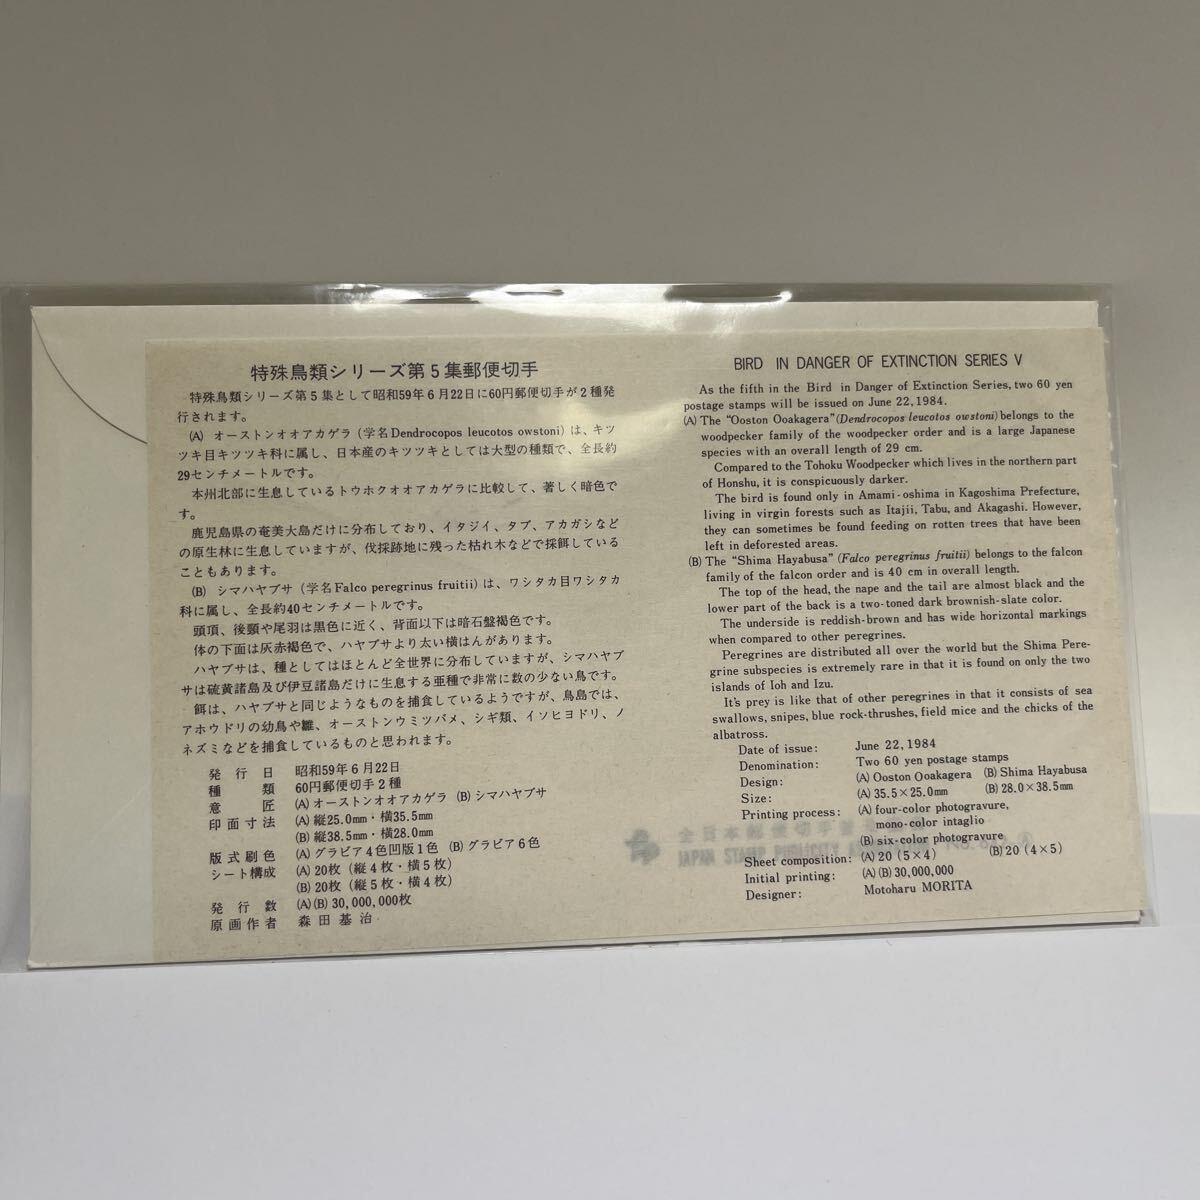 特殊鳥類シリーズ第5集郵便切手
特殊鳥類シリーズ第5集として昭和59年6月22日に60円郵便切手が2種発
行されます。
(A) オーストンオオアカゲラ (学名Dendrocopos leucotos owstoni) は、キツ
ツキ目キツツキ科に属し、日本産のキツツキとしては大型の種類で、全長約
29センチメートルです。
本州北部に生息しているトウホクオオアカゲラに比較して、著しく暗色で
す。
鹿児島県の奄美大島だけに分布しており、イタジイ、タブ、アカガシなど
の原生林に生息していますが、伐採跡地に残った枯れ木などで採餌している
こともあります。
(B) シマハヤブサ (学名Falco peregrinus fruitii) は、ワシタカ目ワシタカ
科に属し、全長約40センチメートルです。
頭頂、後頸や尾羽は黒色に近く、背面以下は暗石盤褐色です。
体の下面は灰赤褐色で、ハヤブサより太い横はんがあります。
ハヤブサは、種としてはほとんど全世界に分布していますが、シマハヤブ
サは硫黄諸島及び伊豆諸島だけに生息する亜種で非常に数の少ない鳥です。
餌は、ハヤブサと同じようなものを捕食しているようですが、鳥島では、
アホウドリの幼鳥や雛、オーストンウミツバメ、シギ類、イソヒヨドリ、ノ
ネズミなどを捕食しているものと思われます。
発行日 昭和59年6月22日
種類 60円郵便切手2種
意匠 (A)オーストンオオアカゲラ (B)シマハヤブサ
印面寸法 (A)縦25.0mm・横35.5mm
(B)縦38.5mm・横28.0mm
版式刷色 (A)グラビア4色凹版1色 (B)グラビア6色
シート構成 (A)20枚 (縦4枚・横5枚)
(B)20枚 (縦5枚・横4枚)
発行数 (A)(B)30,000,000枚
原画作者 森田基治
BIRD IN DANGER OF EXTINCTION SERIES V
As the fifth in the Bird in Danger of Extinction Series, two 60 yen
postage stamps will be issued on June 22, 1984.
(A) The "Ooston Ooakagera" (Dendrocopos leucotos owstoni) belongs to the
woodpecker family of the woodpecker order and is a large Japanese
species with an overall length of 29 cm.
Compared to the Tohoku Woodpecker which lives in the northern part
of Honshu, it is conspicuously darker.
The bird is found only in Amami-oshima in Kagoshima Prefecture,
living in virgin forests such as Itajii, Tabu, and Akagashi. However,
they can sometimes be found feeding on rotten trees that have been
left in deforested areas.
(B) The "Shima Hayabusa" (Falco peregrinus fruitii) belongs to the falcon
family of the falcon order and is 40 cm in overall length.
The top of the head, the nape and the tail are almost black and the
lower part of the back is a two-toned dark brownish-slate color.
The underside is reddish-brown and has wide horizontal markings
when compared to other peregrines.
Peregrines are distributed all over the world but the Shima Pere-
grine subspecies is extremely rare in that it is found on only the two
islands of Ioh and Izu.
It's prey is like that of other peregrines in that it consists of sea
swallows, snipes, blue rock-thrushes, field mice and the chicks of the
albatross.
Date of issue: June 22, 1984
Denomination: Two 60 yen postage stamps
Design: (A) Ooston Ooakagera (B) Shima Hayabusa
Size: (A) 35.5×25.0mm (B) 28.0×38.5mm
Printing process: (A) four-color photogravure,
mono-color intaglio
(B) six-color photogravure
Sheet composition: (A) 20 (5×4) (B) 20 (4×5)
Initial printing: (A)(B) 30,000,000
Designer: Motoharu MORITA
全日本郵便切手
JAPAN STAMP PUBLICITY